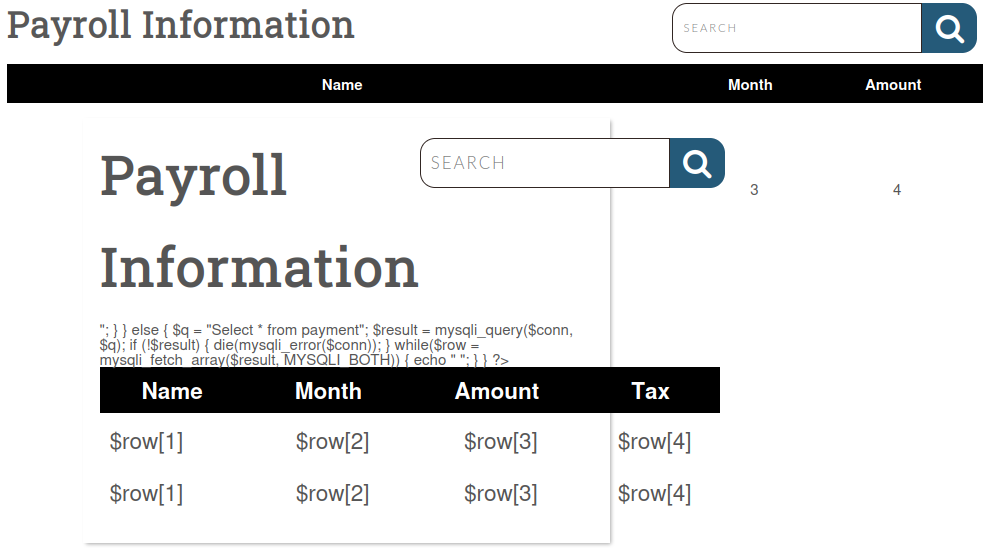 Payroll Information
SEARCH
Name Month Amount
Payroll
SEARCH
3 4
Information
"; } } else { $q = "Select * from payment"; $result = mysqli_query($conn,
$q); if (!$result) { die(mysqli_error($conn)); } while($row =
mysqli_fetch_array($result, MYSQLI_BOTH)) { echo " "; } } ?>
Name Month Amount Tax
$row[1] $row[2] $row[3] $row[4]
$row[1] $row[2] $row[3] $row[4]